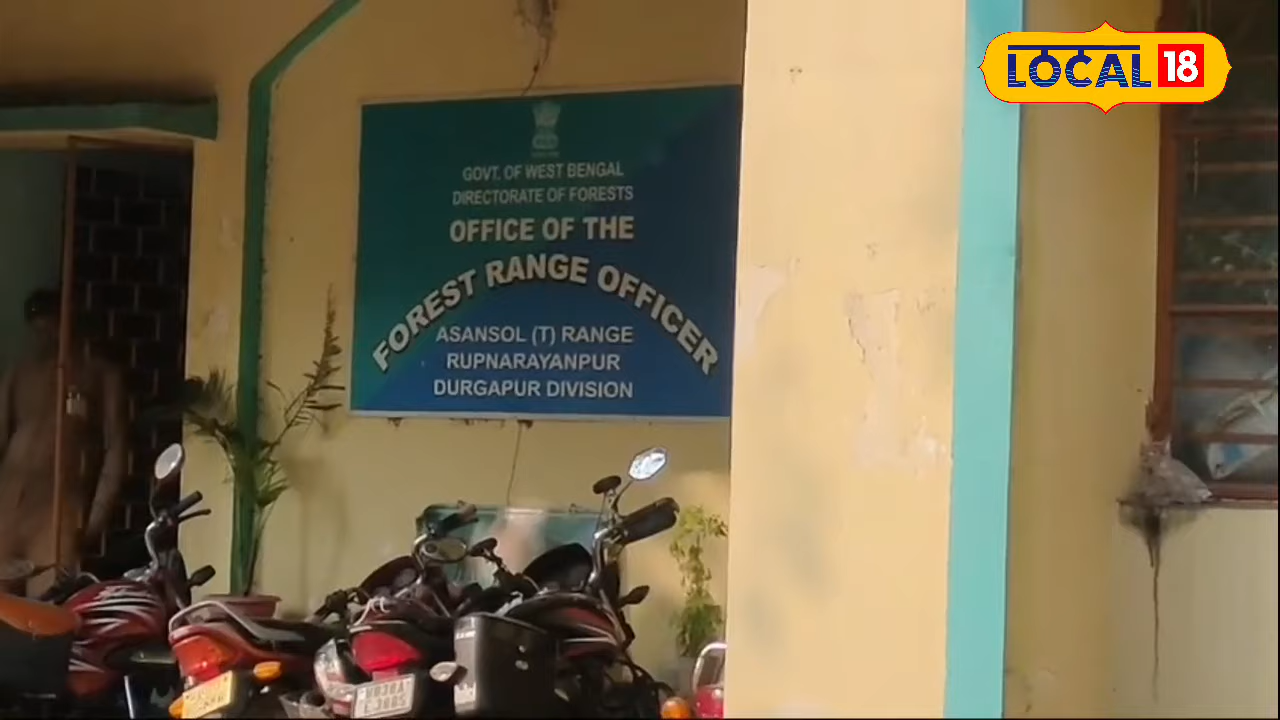 LOCAL 18
GOVT. OF WEST BENGAL
DIRECTORATE OF FORESTS
OFFICE OF THE
FOREST RANGE OFFICER
ASANSOL (T) RANGE
RUPNARAYANPUR
DURGAPUR DIVISION